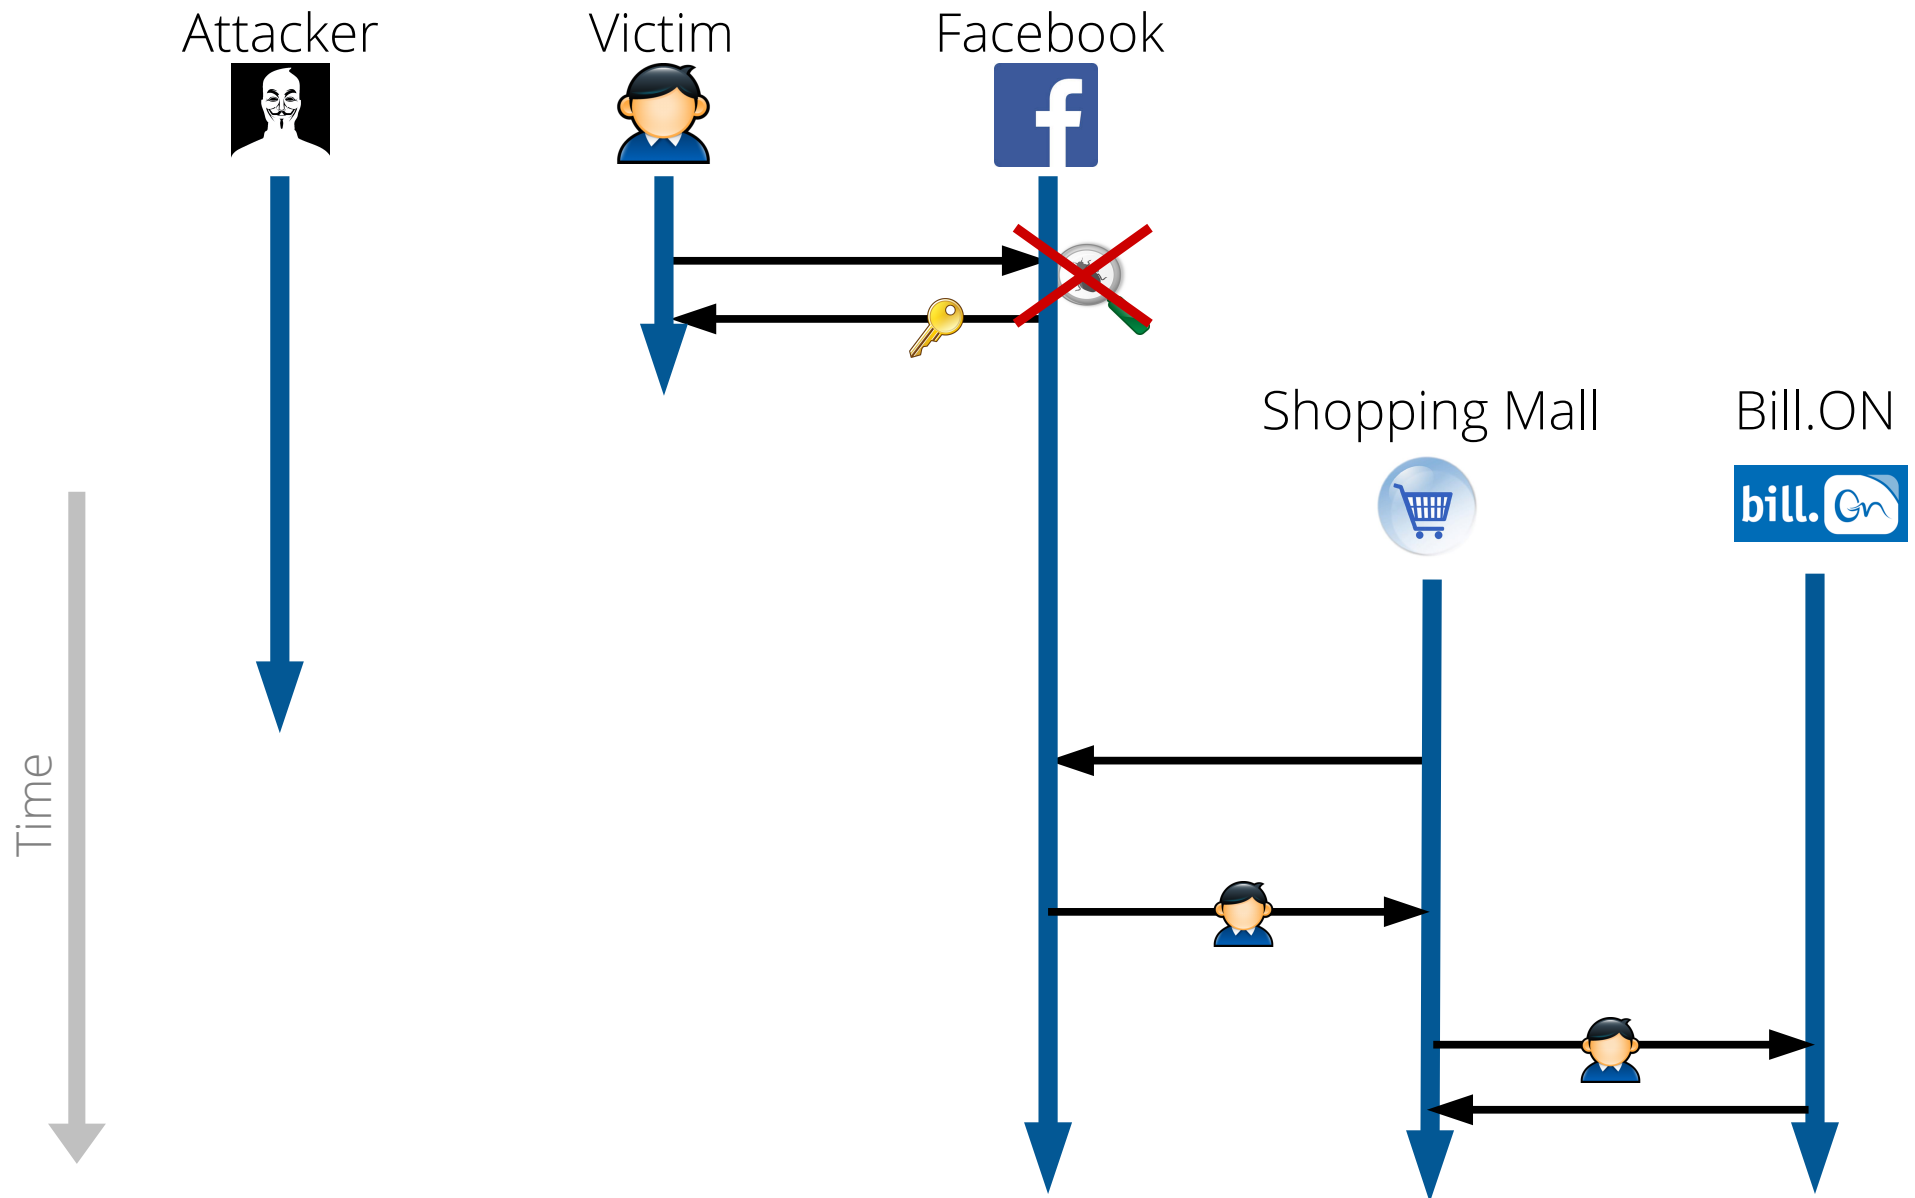 Attacker
Victim
Facebook
f
Shopping Mall
Bill.ON
bill.On
Time